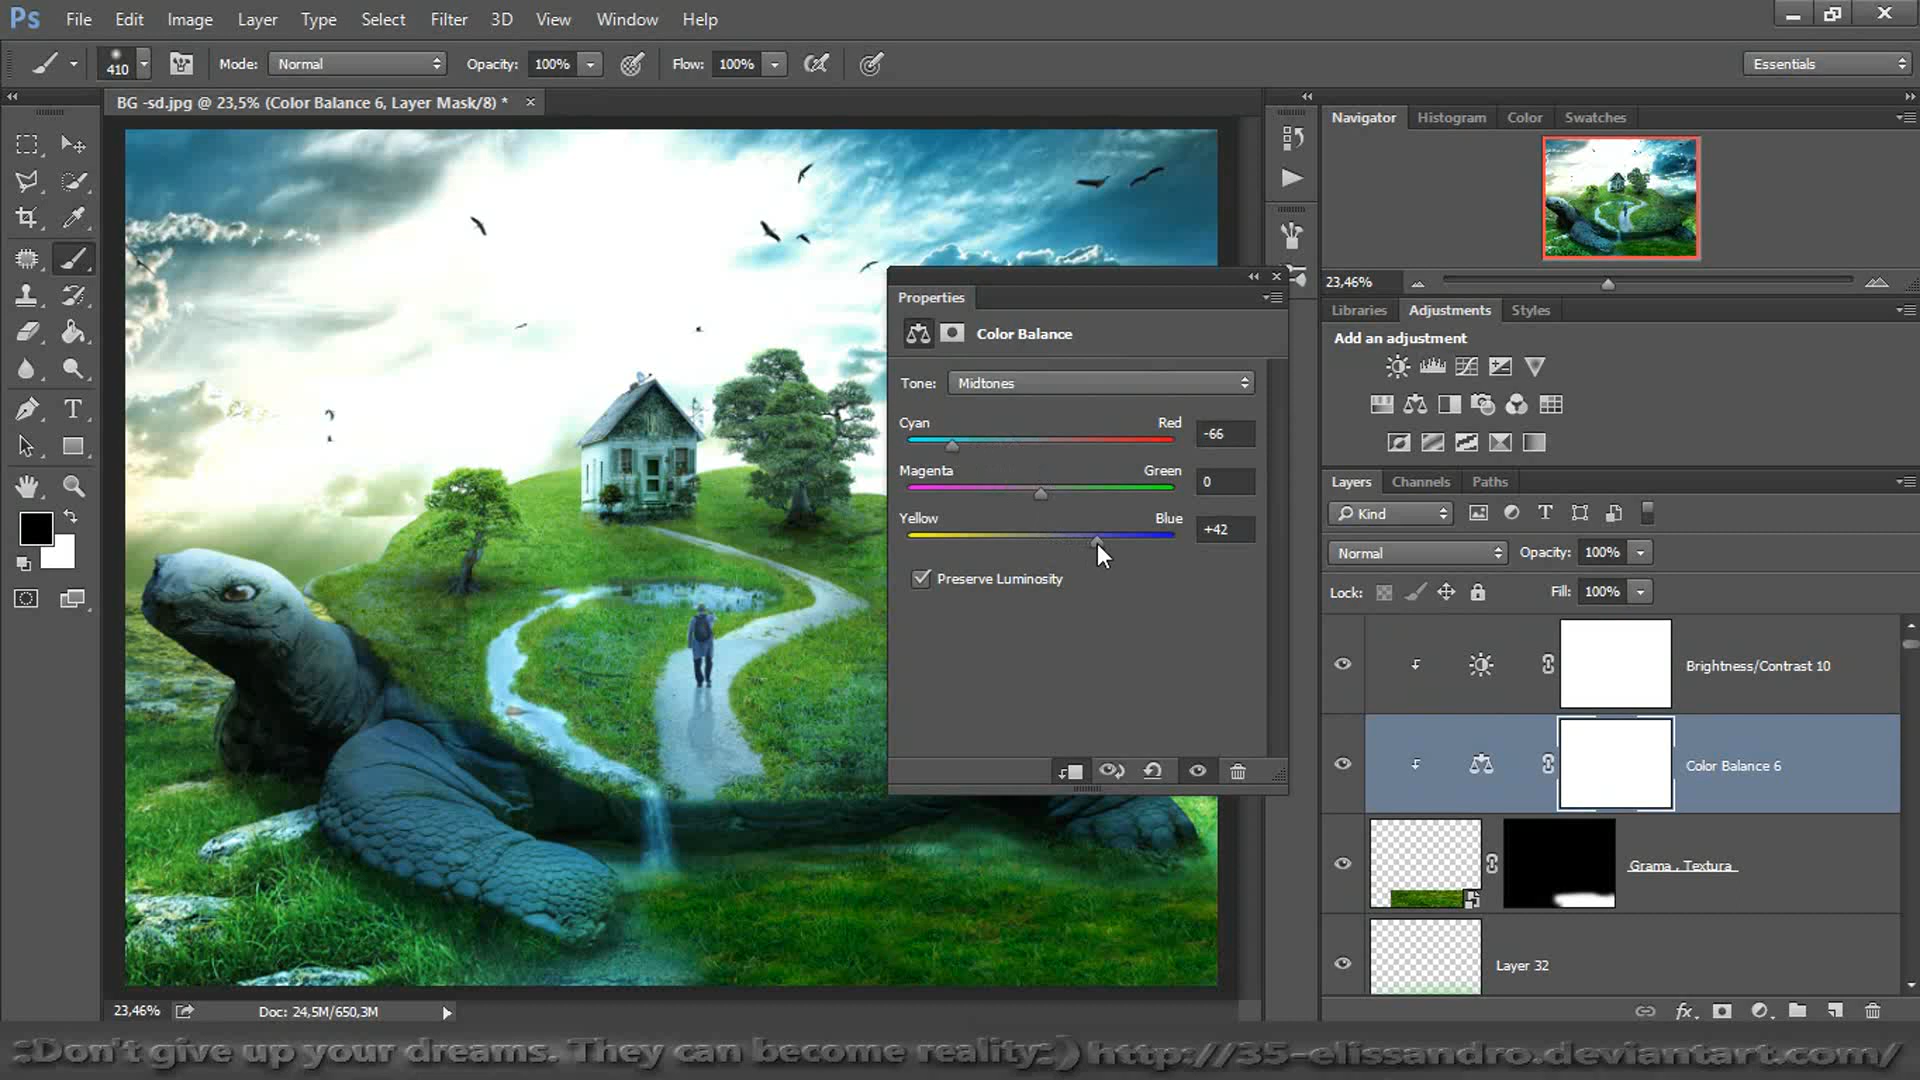 Ps File Edit Image Layer Type Select Filter 3D View Window Help
410 Mode: Normal Opacity: 100% Flow: 100% Essentials
BG -sd.jpg @ 23,5% (Color Balance 6, Layer Mask/8) *
Navigator Histogram Color Swatches
23,46%
Libraries Adjustments Styles
Add an adjustment
Properties
Color Balance
Tone: Midtones
Cyan Red -66
Magenta Green 0
Yellow Blue +42
Preserve Luminosity
Layers Channels Paths
Kind
Normal Opacity: 100%
Lock: Fill: 100%
Brightness/Contrast 10
Color Balance 6
Grama , Textura
Layer 32
23,46% Doc: 24,5M/650,3M
:Don't give up your dreams. They can become reality:) http://35-elissandro.deviantart.com/